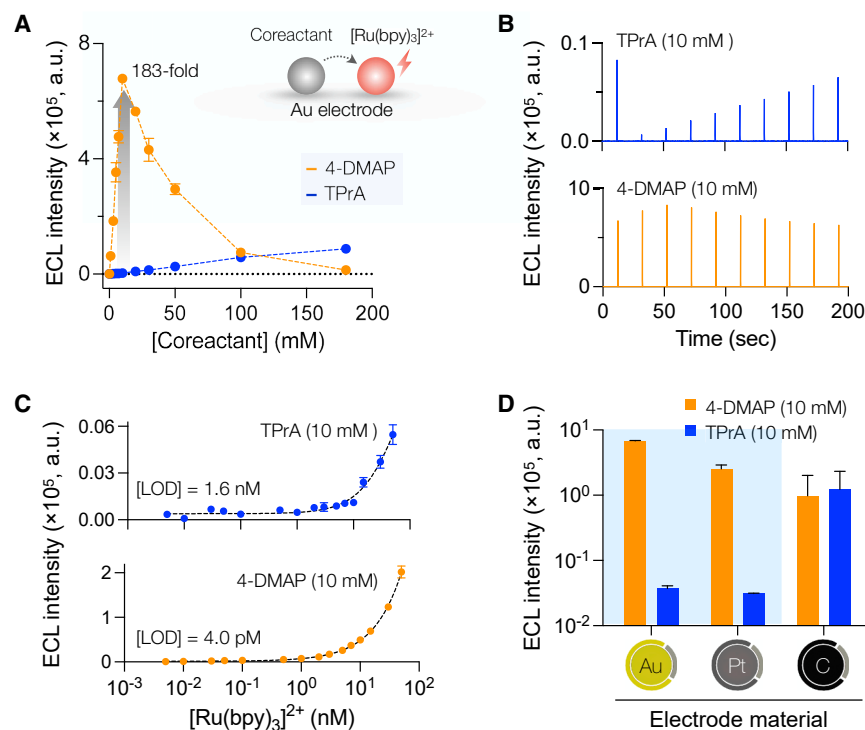 A
ECL intensity (×10⁵, a.u.)
8
4
0
183-fold
Coreactant
[Ru(bpy)₃]²⁺
Au electrode
4-DMAP
TPrA
0
50
100
150
200
[Coreactant] (mM)
B
ECL intensity (×10⁵, a.u.)
0.1
0.0
TPrA (10 mM )
10
5
0
4-DMAP (10 mM)
0
50
100
150
200
Time (sec)
C
ECL intensity (×10⁵, a.u.)
0.06
0.03
0.00
TPrA (10 mM )
[LOD] = 1.6 nM
2
1
0
4-DMAP (10 mM)
[LOD] = 4.0 pM
10⁻³
10⁻²
10⁻¹
10⁰
10¹
10²
[Ru(bpy)₃]²⁺ (nM)
D
4-DMAP (10 mM)
TPrA (10 mM)
ECL intensity (×10⁵, a.u.)
10¹
10⁰
10⁻¹
10⁻²
Au
Pt
C
Electrode material